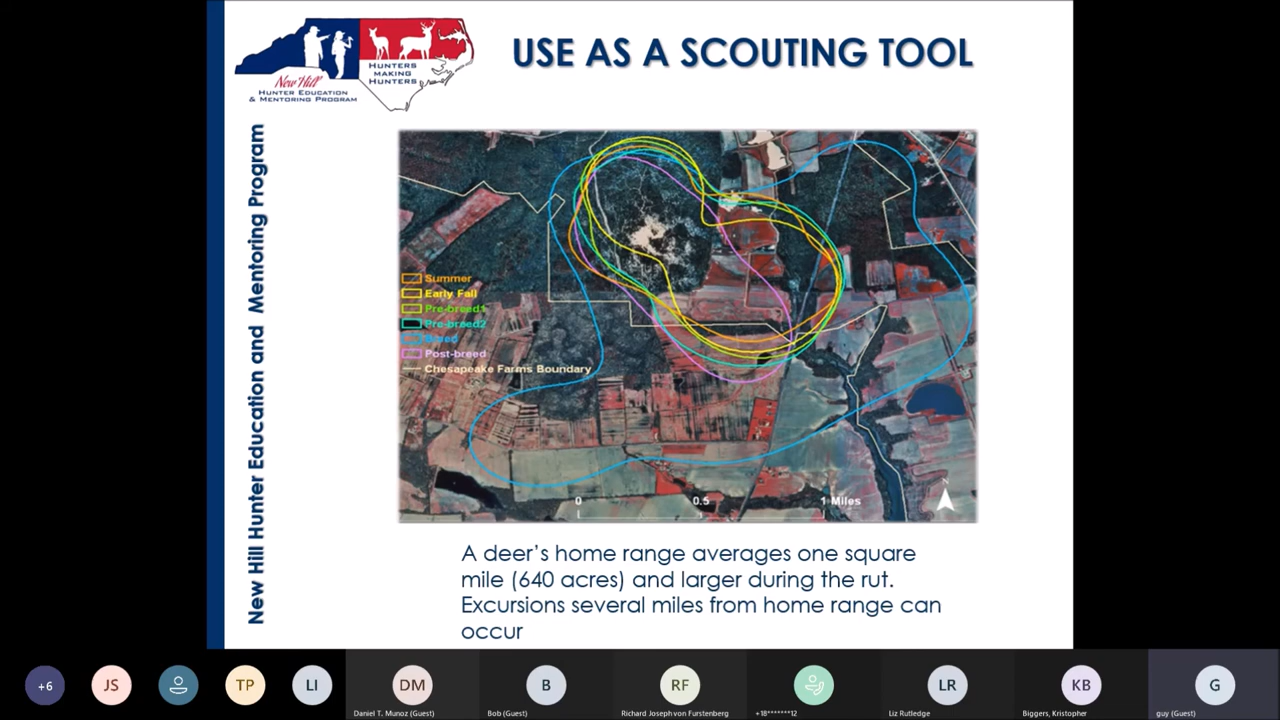 New Hill
HUNTER EDUCATION
& MENTORING PROGRAM
HUNTERS
MAKING
HUNTERS
USE AS A SCOUTING TOOL
New Hill Hunter Education and Mentoring Program
Summer
Early Fall
Pre-breed1
Pre-breed2
Breed
Post-breed
Chesapeake Farms Boundary
0 0.5 1 Miles
N
A deer's home range averages one square
mile (640 acres) and larger during the rut.
Excursions several miles from home range can
occur
+6
JS
TP
LI
DM
Daniel T. Munoz (Guest)
B
Bob (Guest)
RF
Richard Joseph von Furstenberg
+18*******12
LR
Liz Rutledge
KB
Biggers, Kristopher
G
guy (Guest)